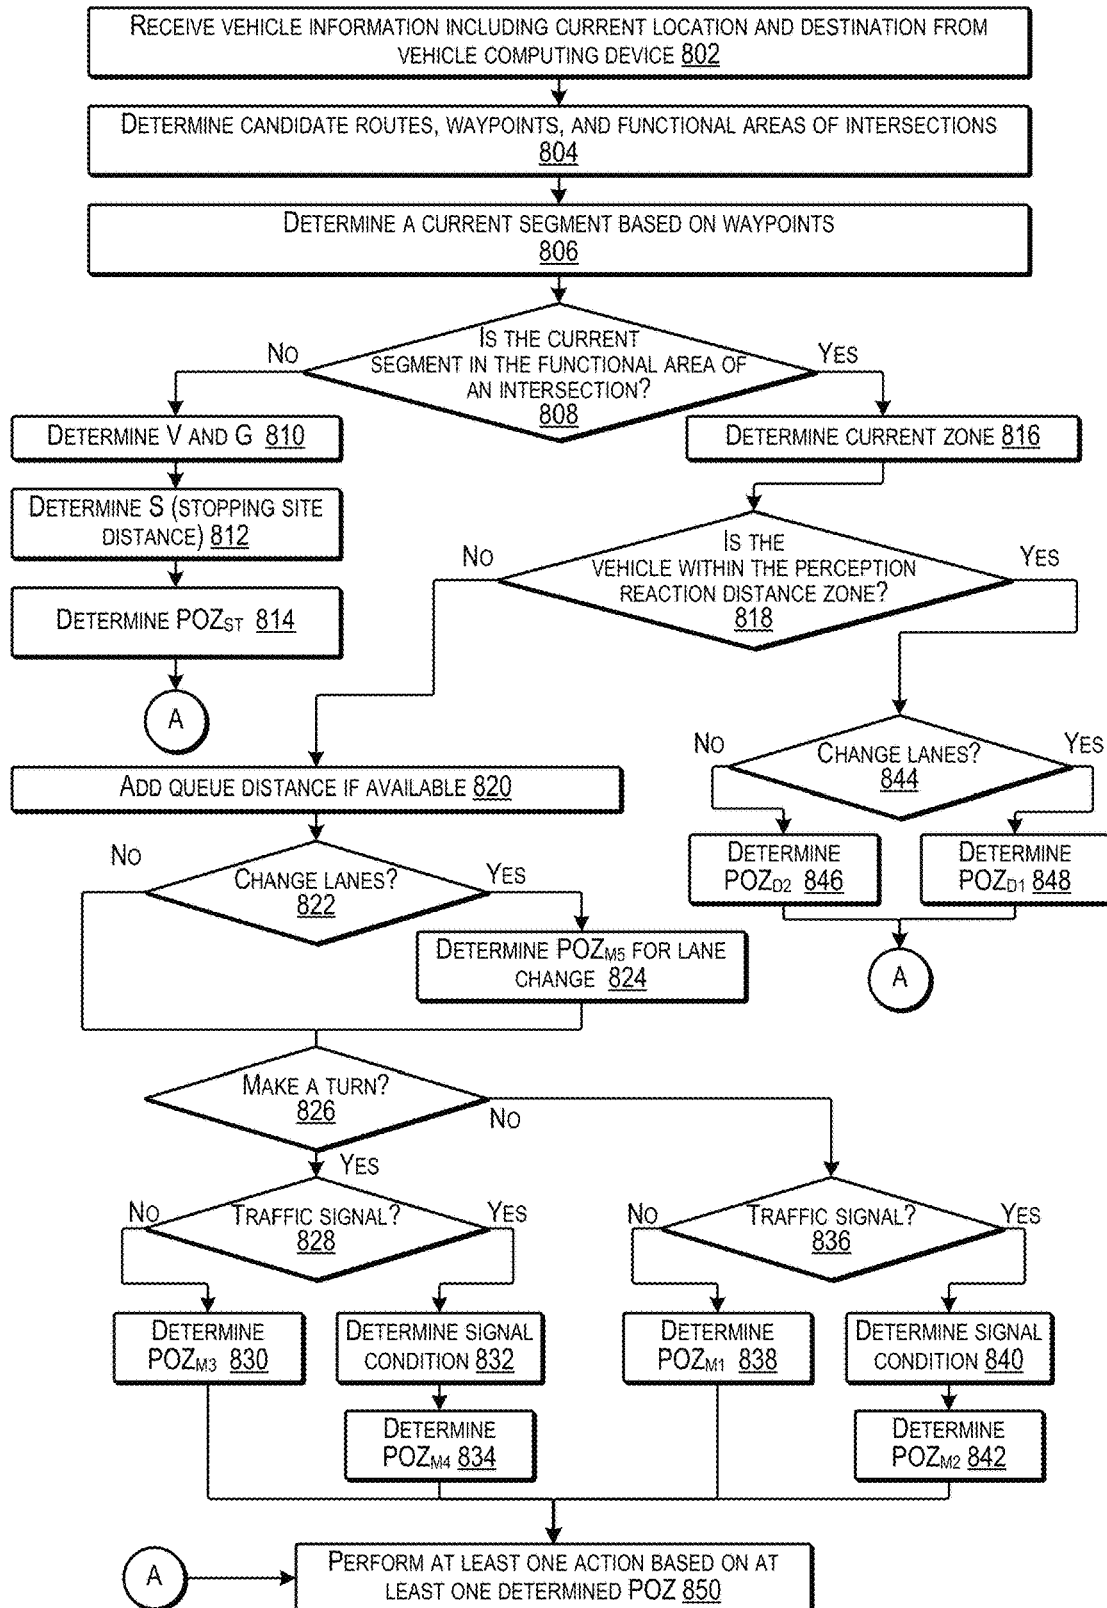 RECEIVE VEHICLE INFORMATION INCLUDING CURRENT LOCATION AND DESTINATION FROM
VEHICLE COMPUTING DEVICE 802
DETERMINE CANDIDATE ROUTES, WAYPOINTS, AND FUNCTIONAL AREAS OF INTERSECTIONS
804
DETERMINE A CURRENT SEGMENT BASED ON WAYPOINTS
806
IS THE CURRENT
SEGMENT IN THE FUNCTIONAL AREA OF
AN INTERSECTION?
808
NO
YES
DETERMINE V AND G 810
DETERMINE CURRENT ZONE 816
DETERMINE S (STOPPING SITE
DISTANCE) 812
DETERMINE POZST 814
A
IS THE
VEHICLE WITHIN THE PERCEPTION
REACTION DISTANCE ZONE?
818
NO
YES
ADD QUEUE DISTANCE IF AVAILABLE 820
CHANGE LANES?
844
NO
YES
DETERMINE
POZD2 846
DETERMINE
POZD1 848
A
CHANGE LANES?
822
NO
YES
DETERMINE POZM5 FOR LANE
CHANGE 824
MAKE A TURN?
826
NO
YES
TRAFFIC SIGNAL?
828
NO
YES
TRAFFIC SIGNAL?
836
NO
YES
DETERMINE
POZM3 830
DETERMINE SIGNAL
CONDITION 832
DETERMINE
POZM1 838
DETERMINE SIGNAL
CONDITION 840
DETERMINE
POZM4 834
DETERMINE
POZM2 842
A
PERFORM AT LEAST ONE ACTION BASED ON AT
LEAST ONE DETERMINED POZ 850